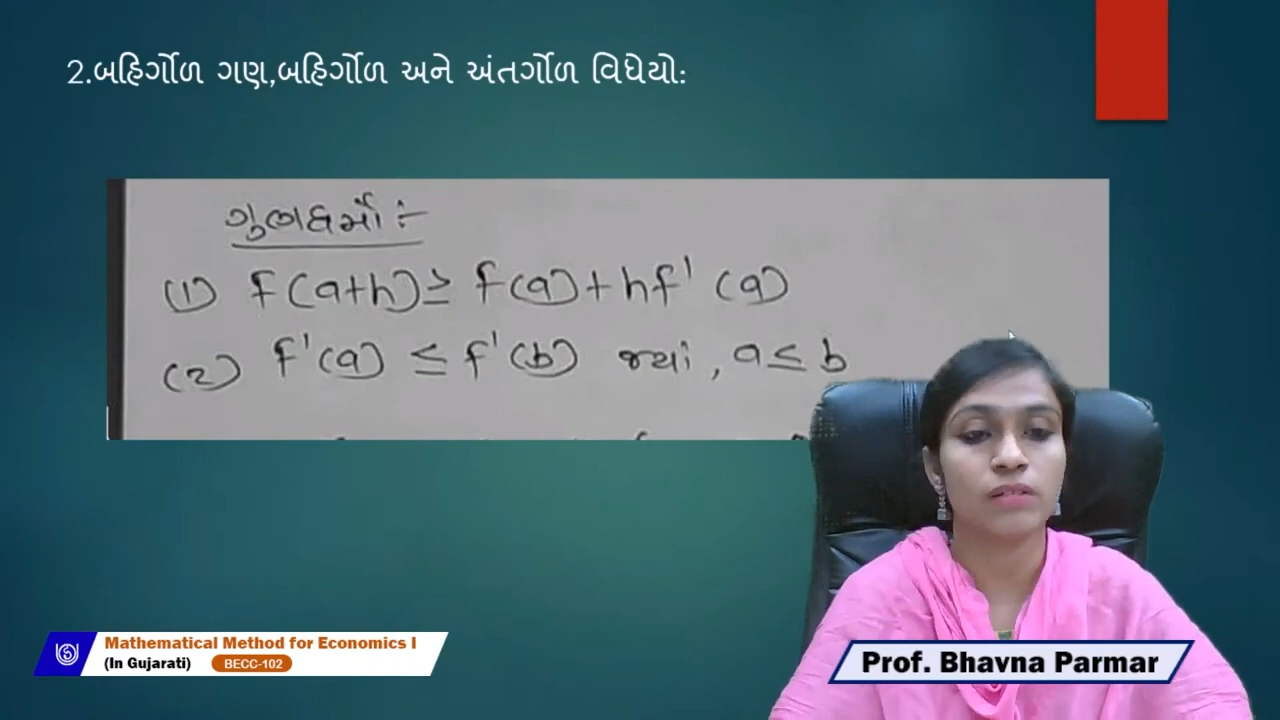 2.બહિર્ગોળ ગણ,બહિર્ગોળ અને અંતર્ગોળ વિધેયો:
ગુણધર્મો :-
(1) f(a+h) ≥ f(a) + hf' (a)
(2) f'(a) ≤ f'(b) જ્યાં , a ≤ b
Mathematical Method for Economics I
(In Gujarati) BECC-102
Prof. Bhavna Parmar